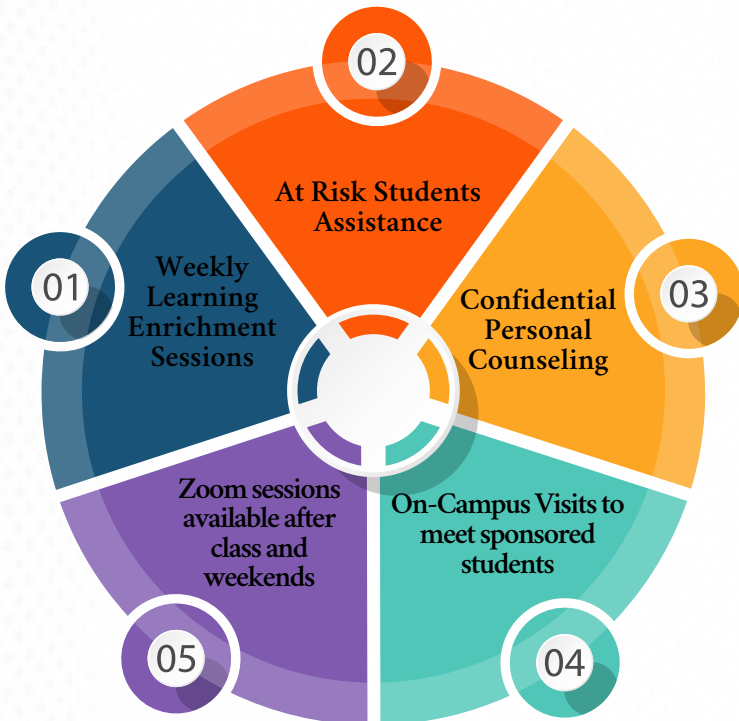 01
Weekly
Learning
Enrichment
Sessions
02
At Risk Students
Assistance
03
Confidential
Personal
Counseling
04
On-Campus Visits to
meet sponsored
students
05
Zoom sessions
available after
class and
weekends